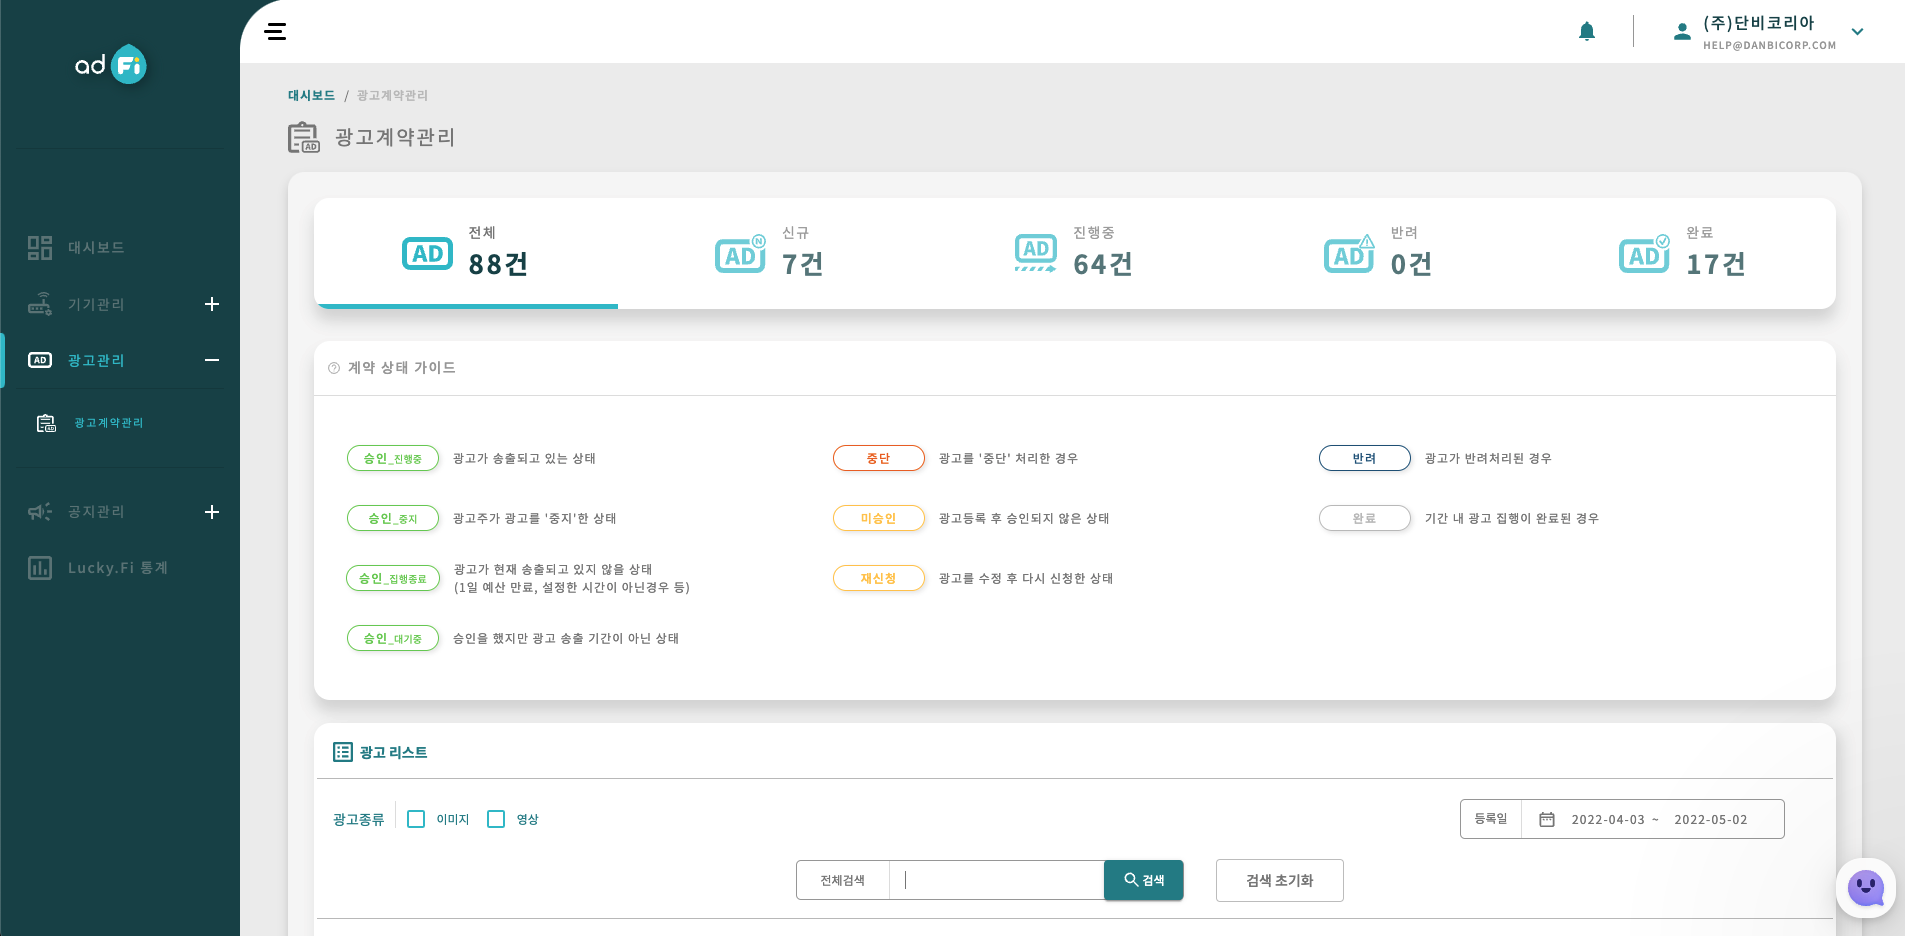 ad Fi
(주)단비코리아
HELP@DANBICORP.COM
대시보드 / 광고계약관리
AD 광고계약관리
대시보드
기기관리
AD 광고관리
AD 광고계약관리
공지관리
Lucky.Fi 통계
AD 전체
88건
AD N 신규
7건
AD 진행중
64건
AD 반려
0건
AD 완료
17건
계약 상태 가이드
승인_진행중 광고가 송출되고 있는 상태
중단 광고를 '중단' 처리한 경우
반려 광고가 반려처리된 경우
승인_중지 광고주가 광고를 '중지'한 상태
미승인 광고등록 후 승인되지 않은 상태
완료 기간 내 광고 집행이 완료된 경우
승인_집행종료 광고가 현재 송출되고 있지 않을 상태
(1일 예산 만료, 설정한 시간이 아닌경우 등)
재신청 광고를 수정 후 다시 신청한 상태
승인_대기중 승인을 했지만 광고 송출 기간이 아닌 상태
광고 리스트
광고종류 이미지 영상
등록일 2022-04-03 ~ 2022-05-02
전체검색 검색 검색 초기화